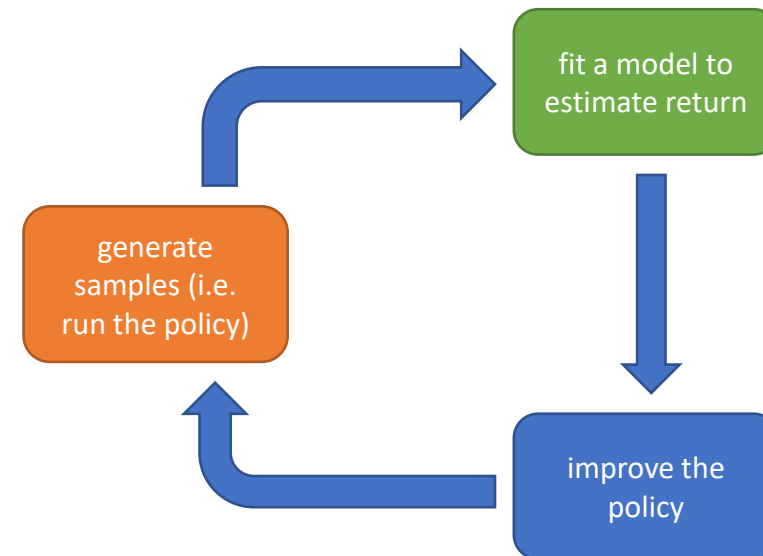 fit a model to
estimate return
generate
samples (i.e.
run the policy)
improve the
policy